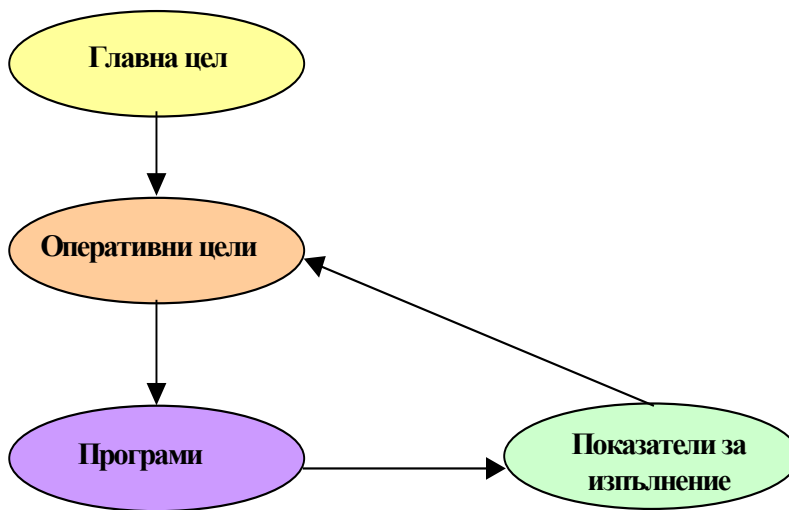 Главна цел
Оперативни цели
Програми
Показатели за
изпълнение